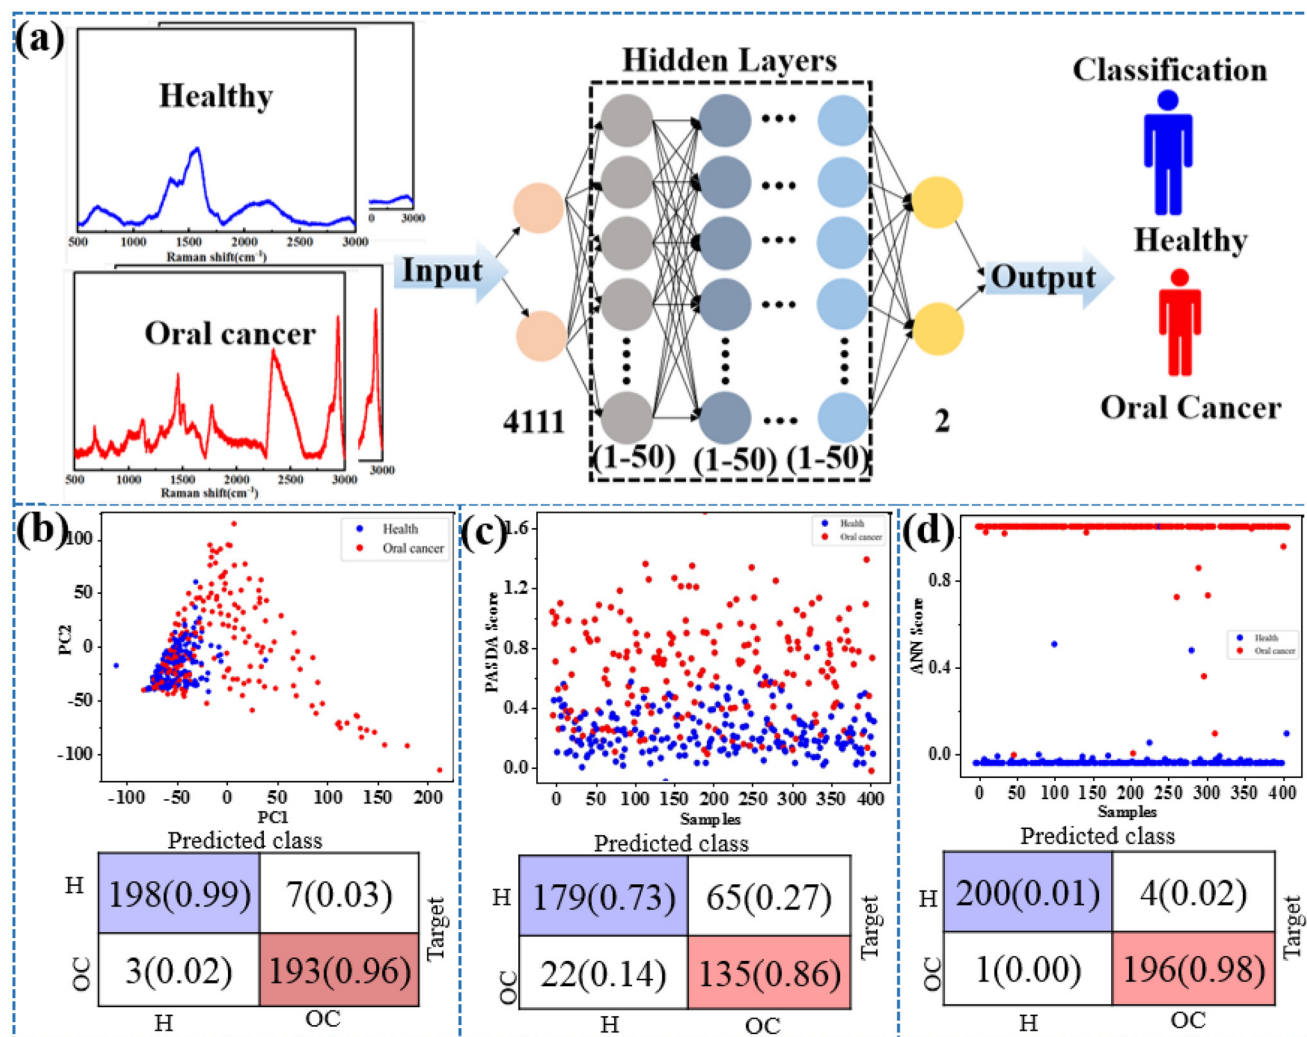 (a)
Healthy
500 1000 1500 2000 2500 3000
Raman shift(cm⁻¹)
0 3000
Oral cancer
500 1000 1500 2000 2500 3000
Raman shift(cm⁻¹)
3000
Input
Hidden Layers
4111
(1-50) (1-50) (1-50)
2
Output
Classification
Healthy
Oral Cancer
(b)
Health
Oral cancer
100
50
0
-50
-100
PC2
-100 -50 0 50 100 150 200
PC1
Predicted class
H 198(0.99) 7(0.03)
OC 3(0.02) 193(0.96)
Target
H OC
(c)
Health
Oral cancer
1.6
1.2
0.8
0.4
0.0
PASDA Score
0 50 100 150 200 250 300 350 400
Samples
Predicted class
H 179(0.73) 65(0.27)
OC 22(0.14) 135(0.86)
Target
H OC
(d)
Health
Oral cancer
0.8
0.4
0.0
ANN Score
0 50 100 150 200 250 300 350 400
Samples
Predicted class
H 200(0.01) 4(0.02)
OC 1(0.00) 196(0.98)
Target
H OC